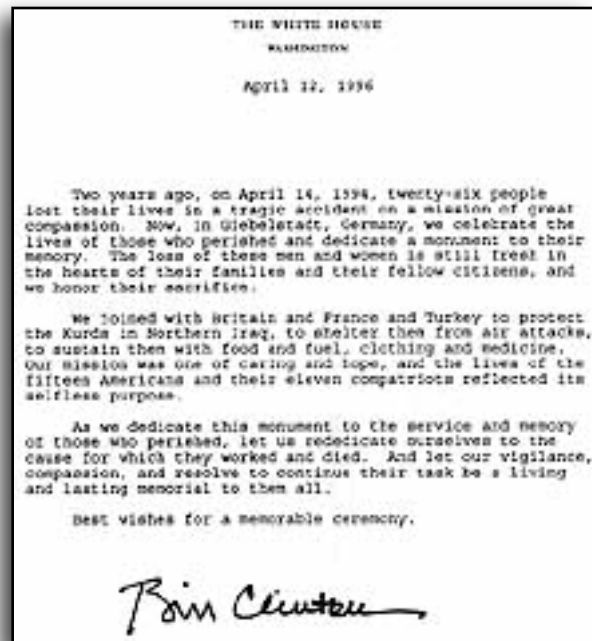 THE WHITE HOUSE
WASHINGTON
April 12, 1996
Two years ago, on April 14, 1994, twenty-six people
lost their lives in a tragic accident on a mission of great
compassion. Now, in Giebelstadt, Germany, we celebrate the
lives of those who perished and dedicate a monument to their
memory. The loss of these men and women is still fresh in
the hearts of their families and their fellow citizens, and
we honor their sacrifice.
We joined with Britain and France and Turkey to protect
the Kurds in Northern Iraq, to shelter them from air attacks,
to sustain them with food and fuel, clothing and medicine.
Our mission was one of caring and hope, and the lives of the
fifteen Americans and their eleven compatriots reflected its
selfless purpose.
As we dedicate this monument to the service and memory
of those who perished, let us rededicate ourselves to the
cause for which they worked and died. And let our vigilance,
compassion, and resolve to continue their task be a living
and lasting memorial to them all.
Best wishes for a memorable ceremony.
Bill Clinton